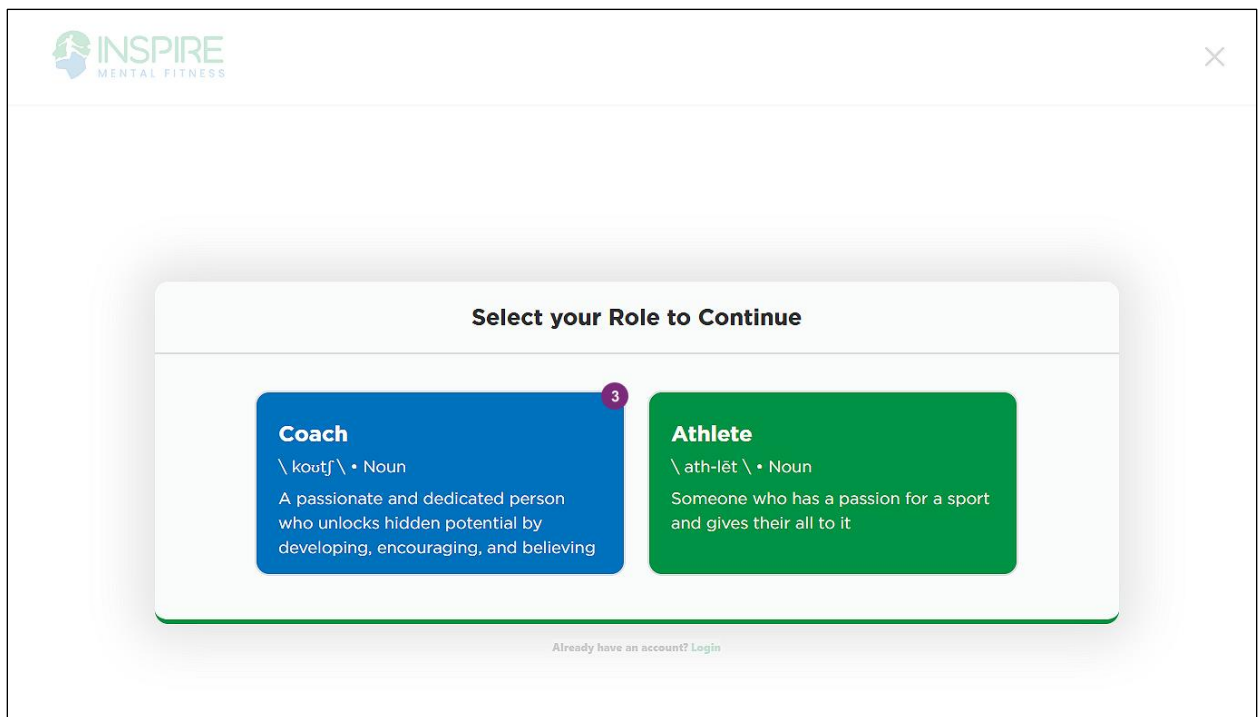 INSPIRE
MENTAL FITNESS
Select your Role to Continue
3
Coach
\ koʊtʃ \ • Noun
A passionate and dedicated person
who unlocks hidden potential by
developing, encouraging, and believing
Athlete
\ ath-lēt \ • Noun
Someone who has a passion for a sport
and gives their all to it
Already have an account? Login